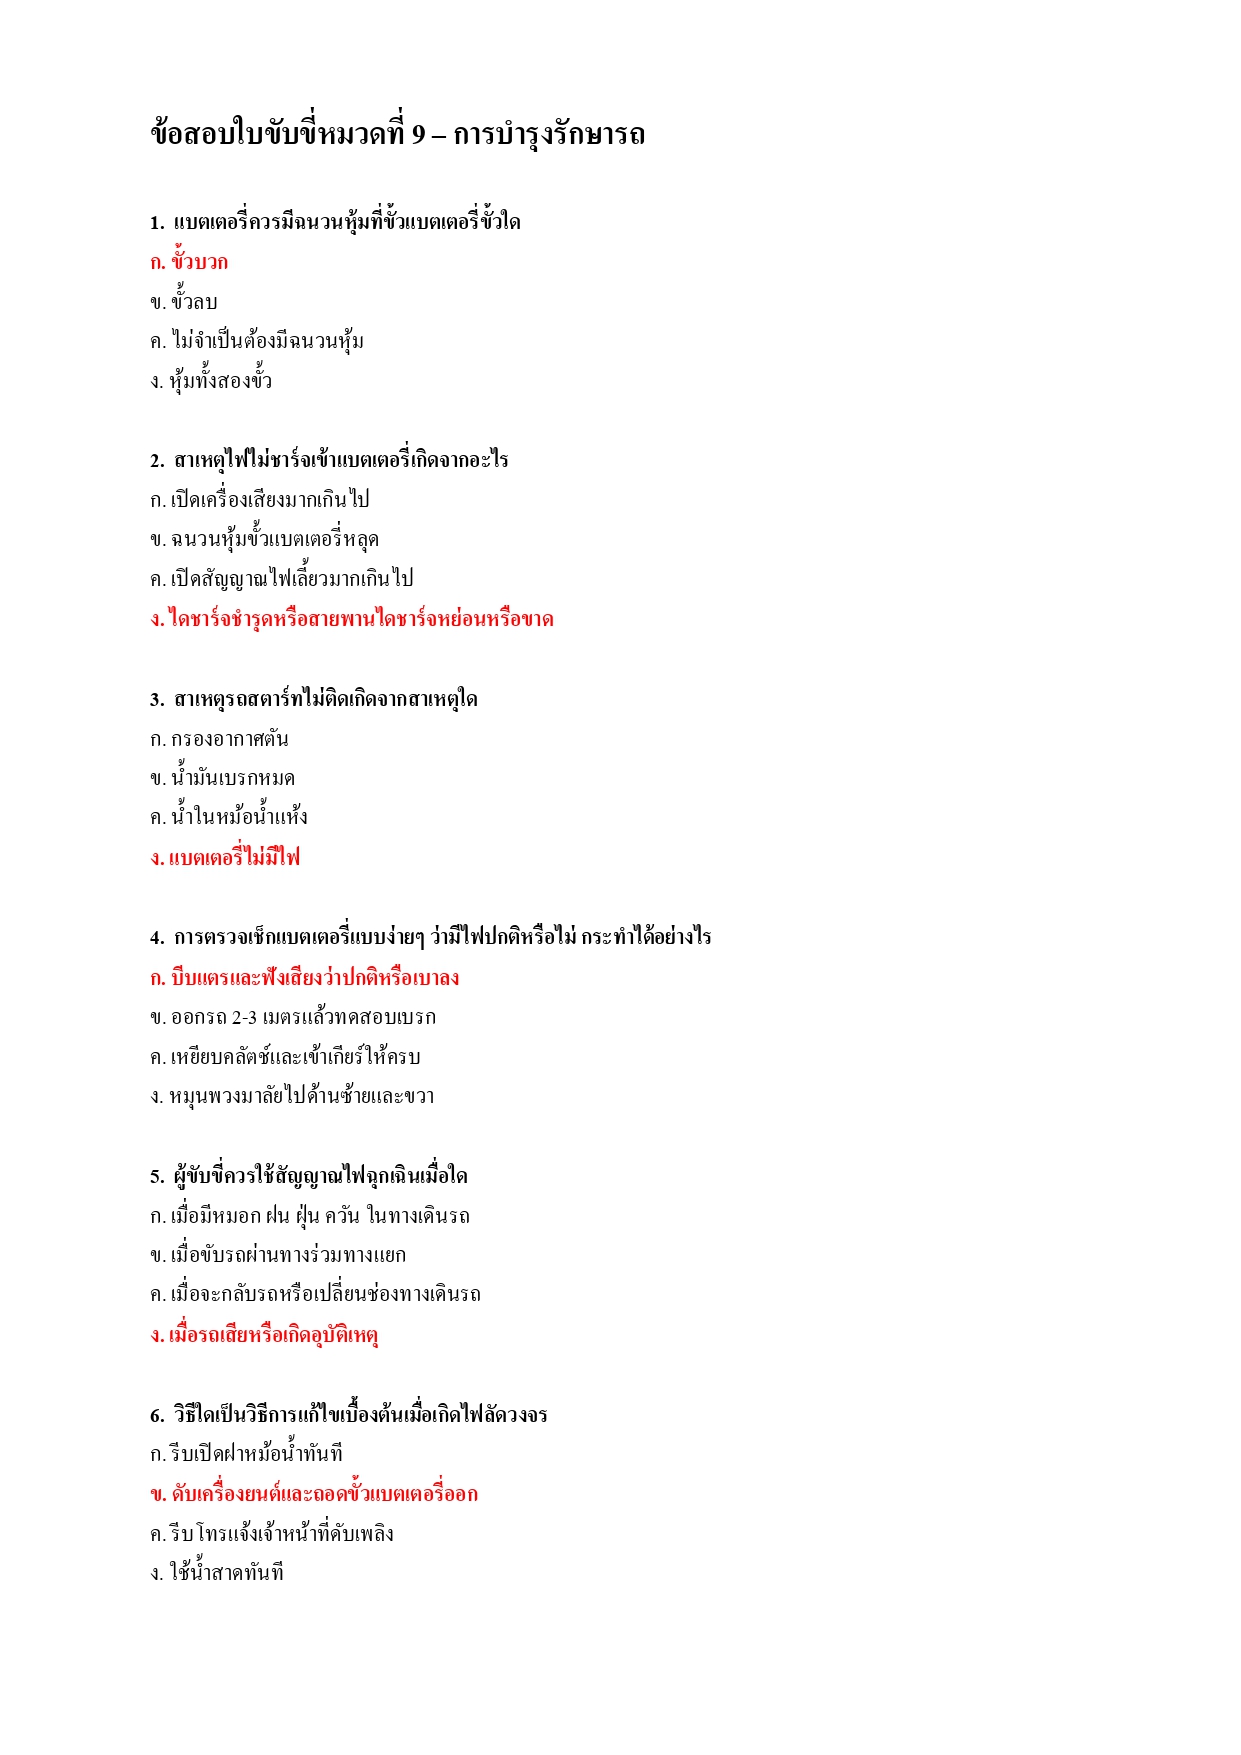 ข้อสอบใบขับขี่หมวดที่ 9 – การบำรุงรักษารถ
1. แบตเตอรี่ควรมีฉนวนหุ้มที่ขั้วแบตเตอรี่ขั้วใด
ก. ขั้วบวก
ข. ขั้วลบ
ค. ไม่จำเป็นต้องมีฉนวนหุ้ม
ง. หุ้มทั้งสองขั้ว
2. สาเหตุไฟไม่ชาร์จเข้าแบตเตอรี่เกิดจากอะไร
ก. เปิดเครื่องเสียงมากเกินไป
ข. ฉนวนหุ้มขั้วแบตเตอรี่หลุด
ค. เปิดสัญญาณไฟเลี้ยวมากเกินไป
ง. ไดชาร์จชำรุดหรือสายพานไดชาร์จหย่อนหรือขาด
3. สาเหตุรถสตาร์ทไม่ติดเกิดจากสาเหตุใด
ก. กรองอากาศตัน
ข. น้ำมันเบรกหมด
ค. น้ำในหม้อน้ำแห้ง
ง. แบตเตอรี่ไม่มีไฟ
4. การตรวจเช็กแบตเตอรี่แบบง่ายๆ ว่ามีไฟปกติหรือไม่ กระทำได้อย่างไร
ก. บีบแตรและฟังเสียงว่าปกติหรือเบาลง
ข. ออกรถ 2-3 เมตรแล้วทดสอบเบรก
ค. เหยียบคลัตช์และเข้าเกียร์ให้ครบ
ง. หมุนพวงมาลัยไปด้านซ้ายและขวา
5. ผู้ขับขี่ควรใช้สัญญาณไฟฉุกเฉินเมื่อใด
ก. เมื่อมีหมอก ฝน ฝุ่น ควัน ในทางเดินรถ
ข. เมื่อขับรถผ่านทางร่วมทางแยก
ค. เมื่อจะกลับรถหรือเปลี่ยนช่องทางเดินรถ
ง. เมื่อรถเสียหรือเกิดอุบัติเหตุ
6. วิธีใดเป็นวิธีการแก้ไขเบื้องต้นเมื่อเกิดไฟลัดวงจร
ก. รีบเปิดฝาหม้อน้ำทันที
ข. ดับเครื่องยนต์และถอดขั้วแบตเตอรี่ออก
ค. รีบโทรแจ้งเจ้าหน้าที่ดับเพลิง
ง. ใช้น้ำสาดทันที